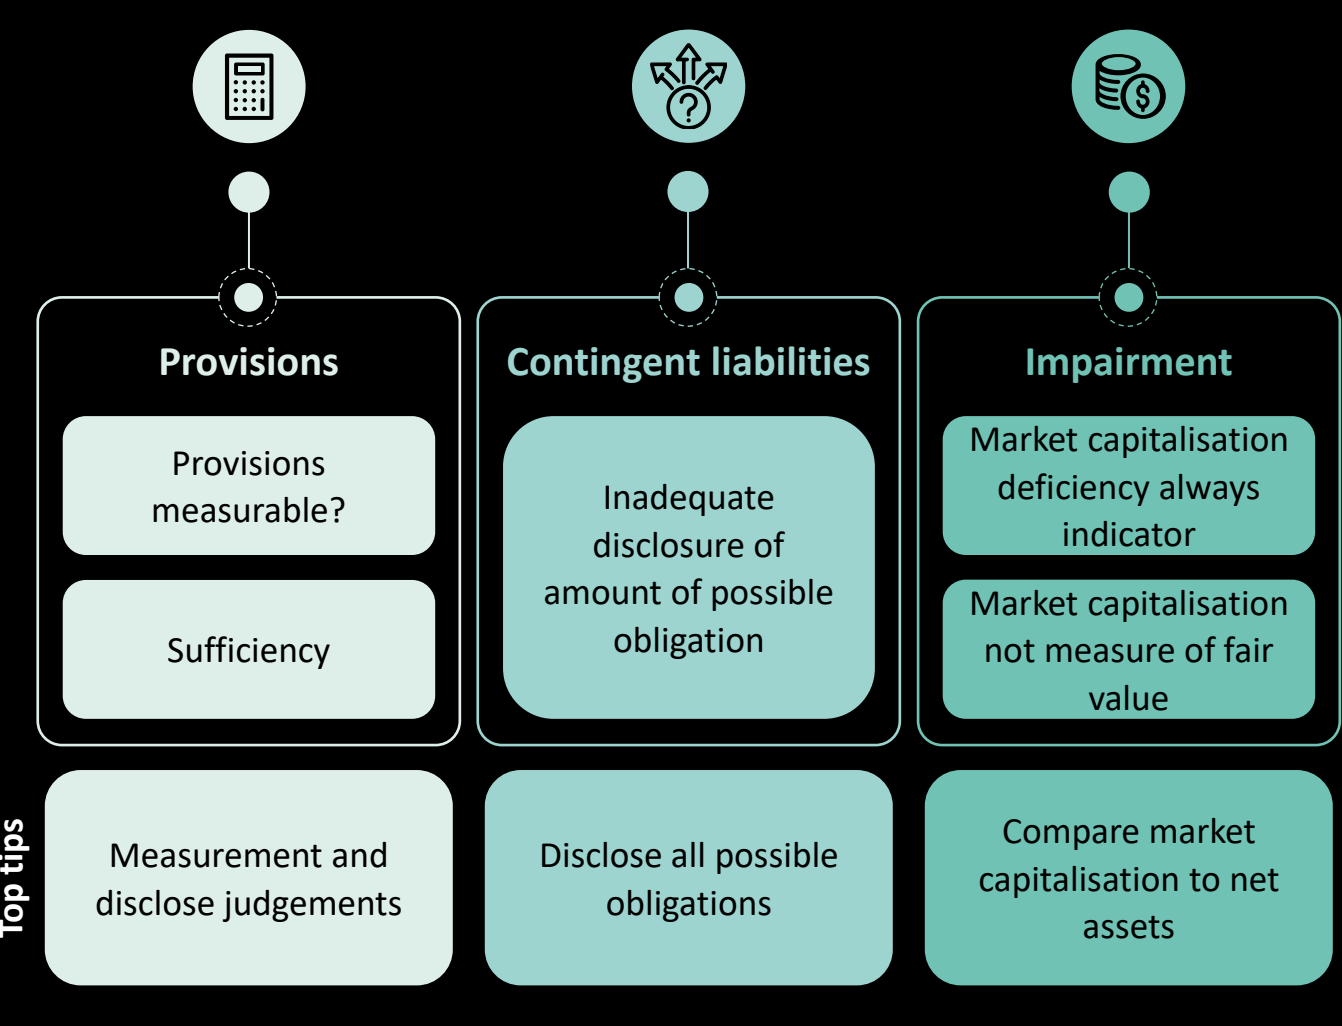 Provisions
Provisions
measurable?
Sufficiency
Contingent liabilities
Inadequate
disclosure of
amount of possible
obligation
Impairment
Market capitalisation
deficiency always
indicator
Market capitalisation
not measure of fair
value
Top tips
Measurement and
disclose judgements
Disclose all possible
obligations
Compare market
capitalisation to net
assets